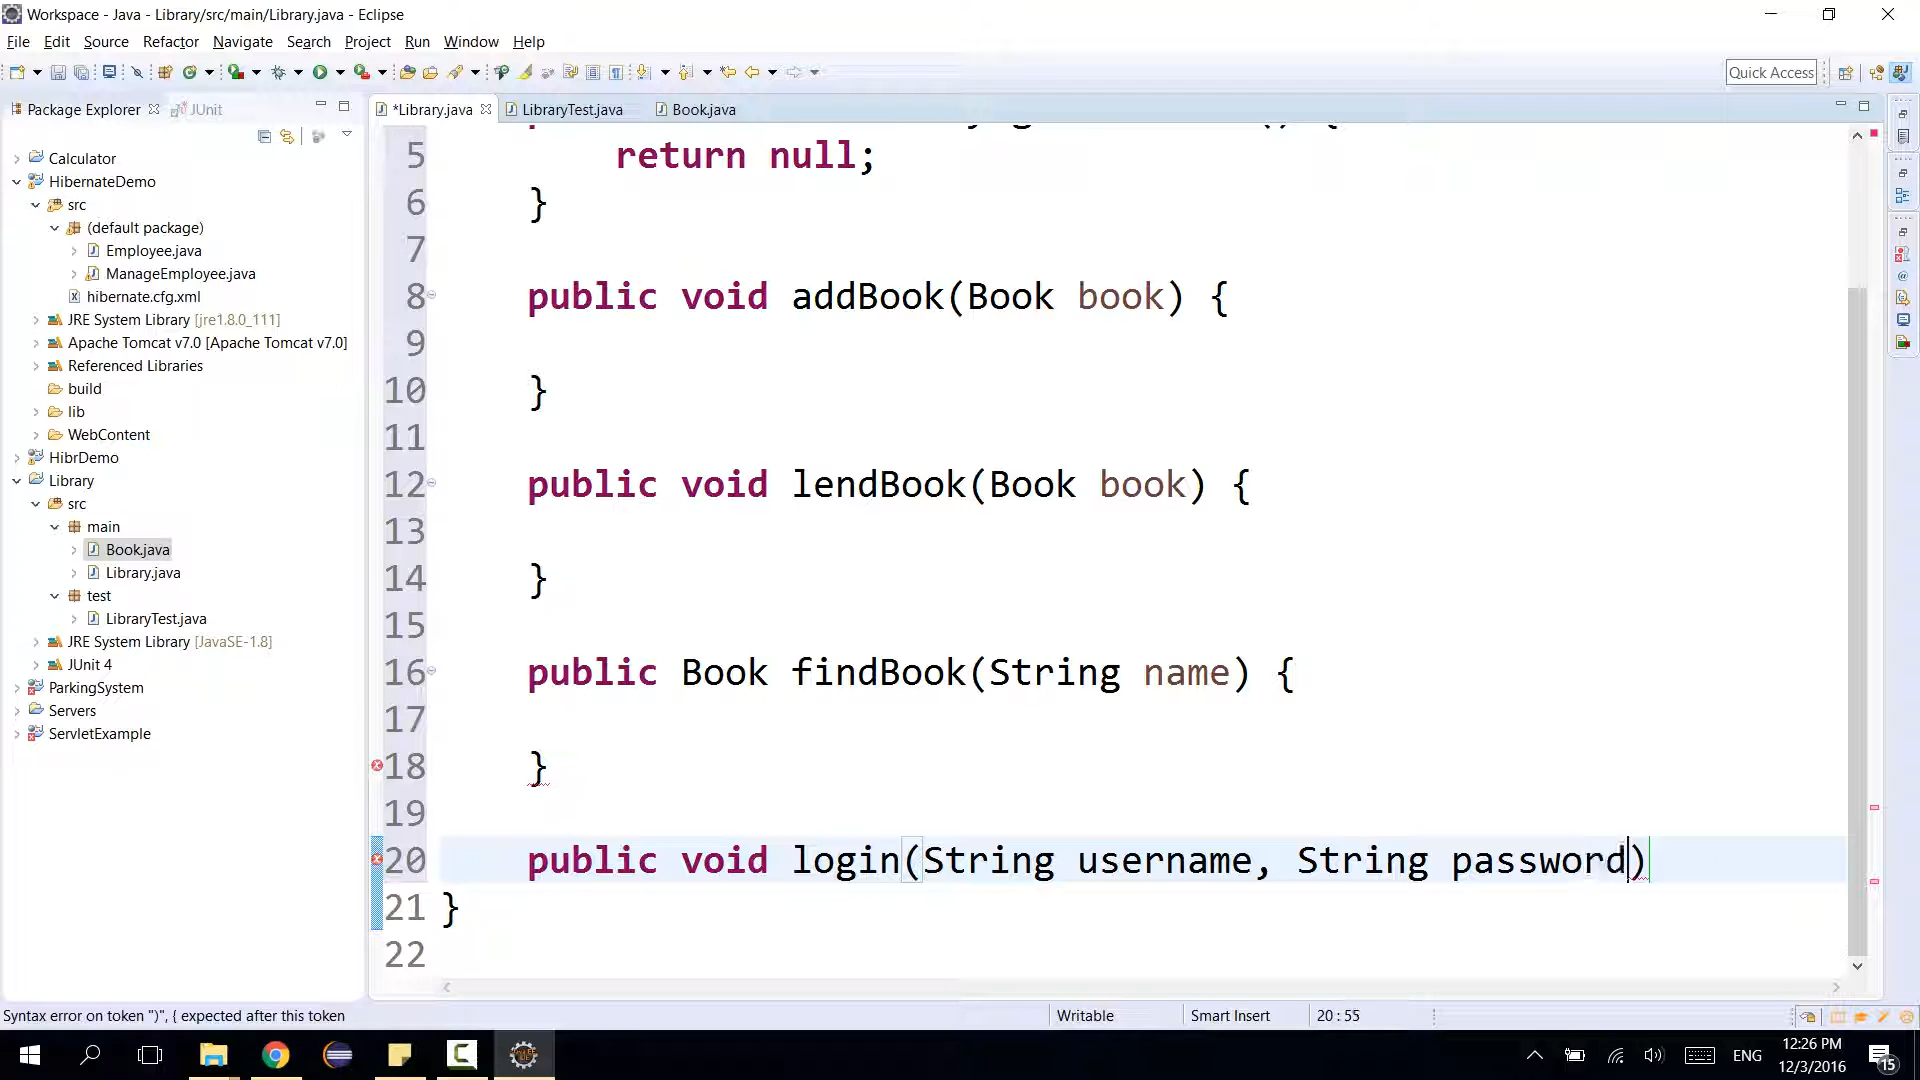 Workspace - Java - Library/src/main/Library.java - Eclipse
File Edit Source Refactor Navigate Search Project Run Window Help
Quick Access
Package Explorer JUnit
*Library.java LibraryTest.java Book.java
Calculator
HibernateDemo
src
(default package)
Employee.java
ManageEmployee.java
hibernate.cfg.xml
JRE System Library [jre1.8.0_111]
Apache Tomcat v7.0 [Apache Tomcat v7.0]
Referenced Libraries
build
lib
WebContent
HibrDemo
Library
src
main
Book.java
Library.java
test
LibraryTest.java
JRE System Library [JavaSE-1.8]
JUnit 4
ParkingSystem
Servers
ServletExample
5 return null;
6 }
7
8 public void addBook(Book book) {
9
10 }
11
12 public void lendBook(Book book) {
13
14 }
15
16 public Book findBook(String name) {
17
18 }
19
20 public void login(String username, String password)
21 }
22
Syntax error on token ")", { expected after this token
Writable Smart Insert 20 : 55
ENG
12:26 PM
12/3/2016
15